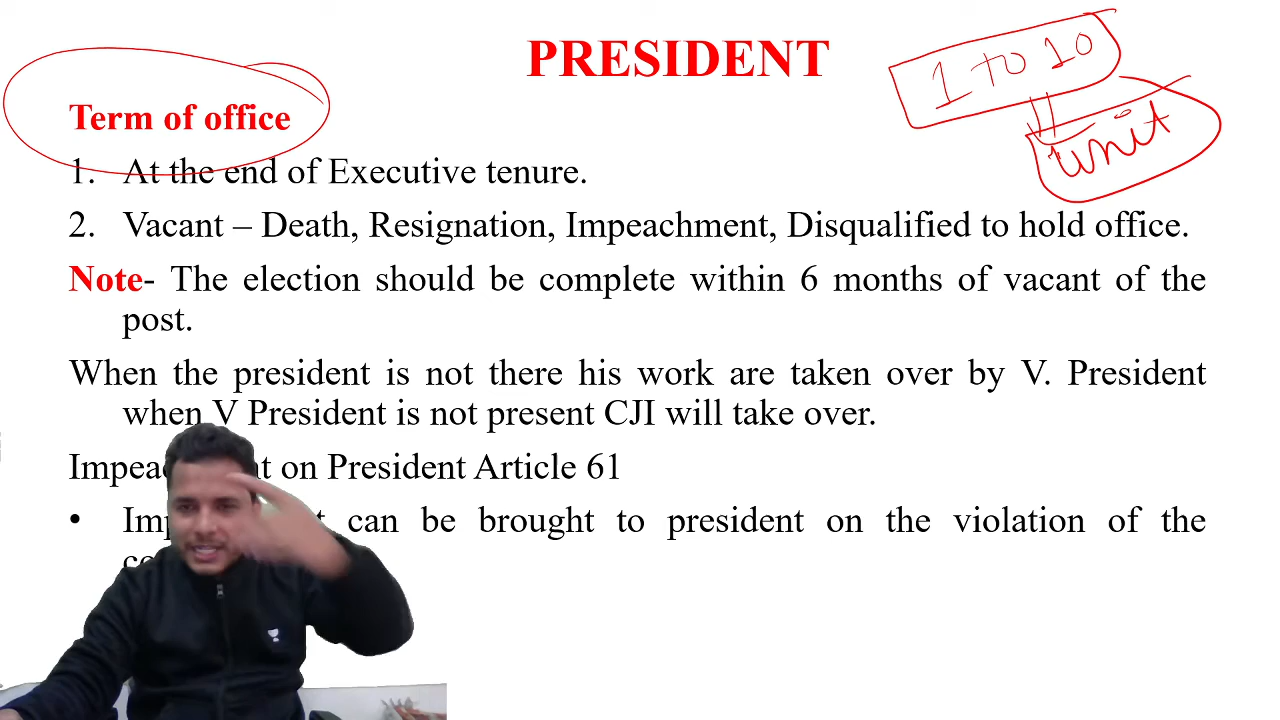 PRESIDENT
1 to 10
unit
Term of office
1. At the end of Executive tenure.
2. Vacant – Death, Resignation, Impeachment, Disqualified to hold office.
Note- The election should be complete within 6 months of vacant of the
post.
When the president is not there his work are taken over by V. President
when V President is not present CJI will take over.
on President Article 61
• can be brought to president on the violation of the